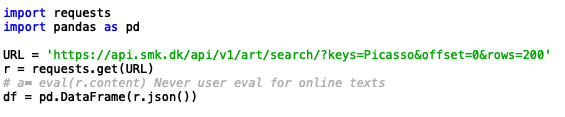 import requests
import pandas as pd
URL = 'https://api.smk.dk/api/v1/art/search/?keys=Picasso&offset=0&rows=200'
r = requests.get(URL)
# a= eval(r.content) Never user eval for online texts
df = pd.DataFrame(r.json())